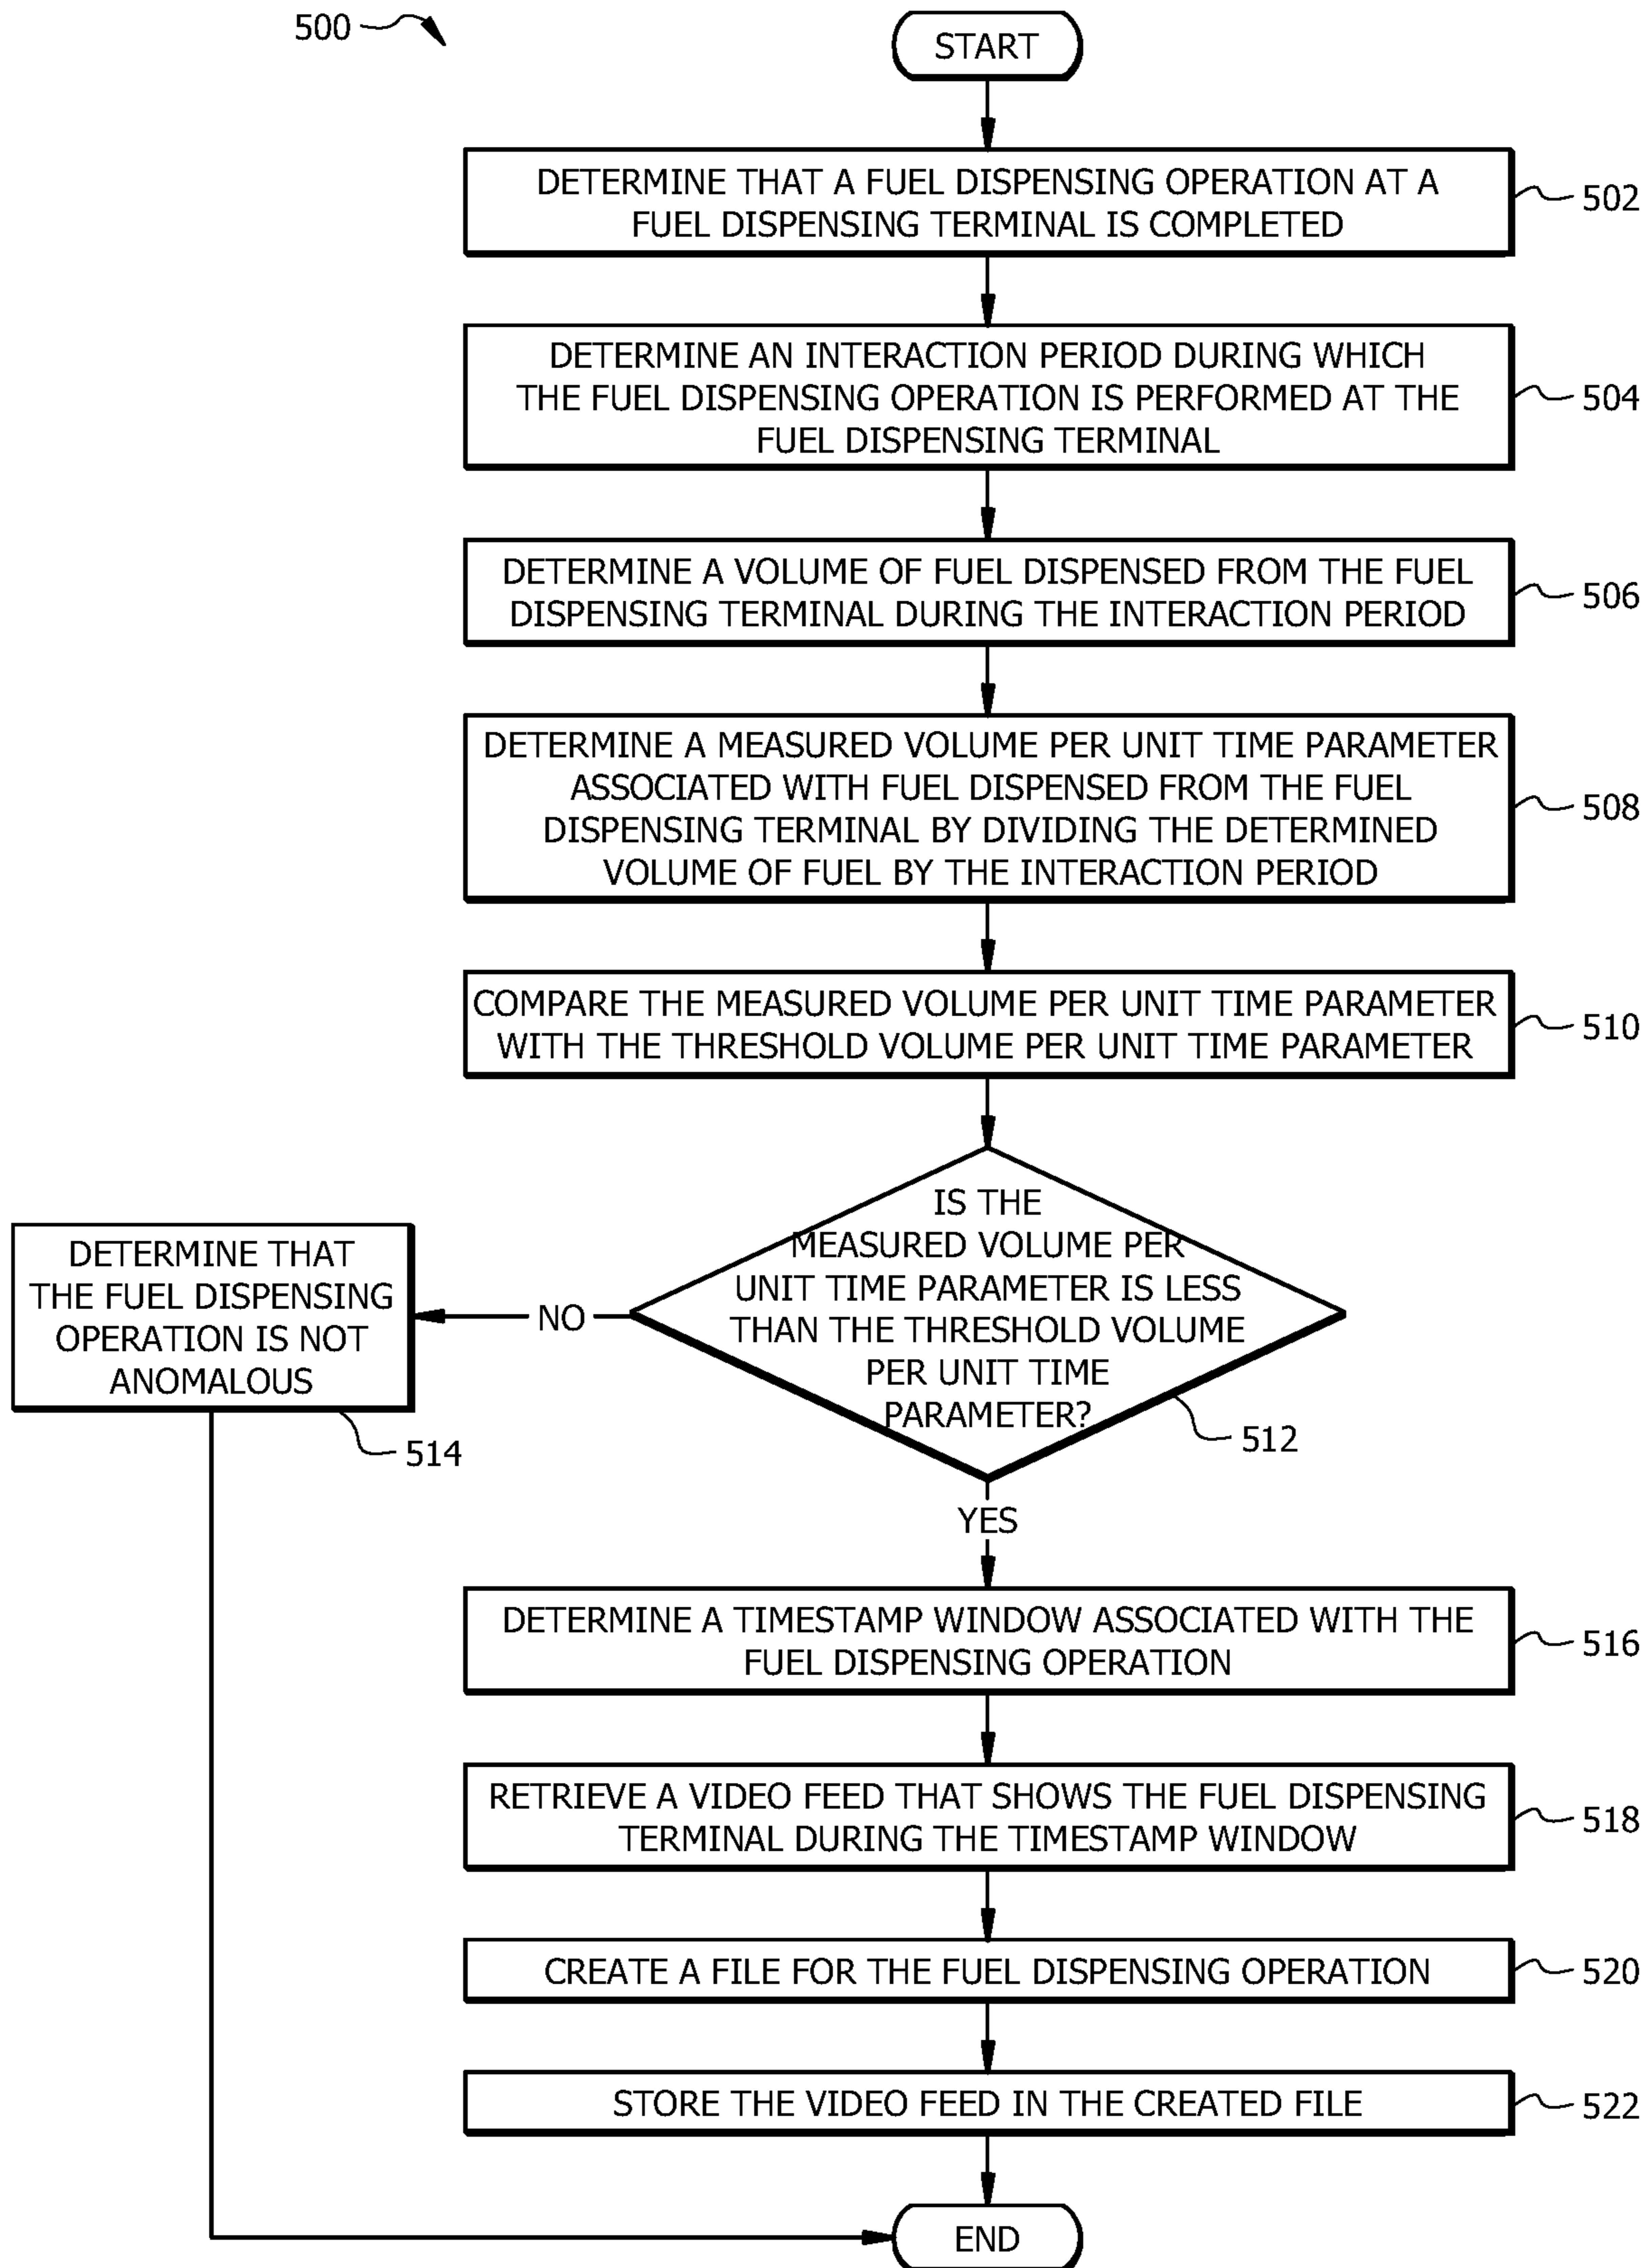 500
START
DETERMINE THAT A FUEL DISPENSING OPERATION AT A
FUEL DISPENSING TERMINAL IS COMPLETED
502
DETERMINE AN INTERACTION PERIOD DURING WHICH
THE FUEL DISPENSING OPERATION IS PERFORMED AT THE
FUEL DISPENSING TERMINAL
504
DETERMINE A VOLUME OF FUEL DISPENSED FROM THE FUEL
DISPENSING TERMINAL DURING THE INTERACTION PERIOD
506
DETERMINE A MEASURED VOLUME PER UNIT TIME PARAMETER
ASSOCIATED WITH FUEL DISPENSED FROM THE FUEL
DISPENSING TERMINAL BY DIVIDING THE DETERMINED
VOLUME OF FUEL BY THE INTERACTION PERIOD
508
COMPARE THE MEASURED VOLUME PER UNIT TIME PARAMETER
WITH THE THRESHOLD VOLUME PER UNIT TIME PARAMETER
510
IS THE
MEASURED VOLUME PER
UNIT TIME PARAMETER IS LESS
THAN THE THRESHOLD VOLUME
PER UNIT TIME
PARAMETER?
512
NO
DETERMINE THAT
THE FUEL DISPENSING
OPERATION IS NOT
ANOMALOUS
514
YES
DETERMINE A TIMESTAMP WINDOW ASSOCIATED WITH THE
FUEL DISPENSING OPERATION
516
RETRIEVE A VIDEO FEED THAT SHOWS THE FUEL DISPENSING
TERMINAL DURING THE TIMESTAMP WINDOW
518
CREATE A FILE FOR THE FUEL DISPENSING OPERATION
520
STORE THE VIDEO FEED IN THE CREATED FILE
522
END